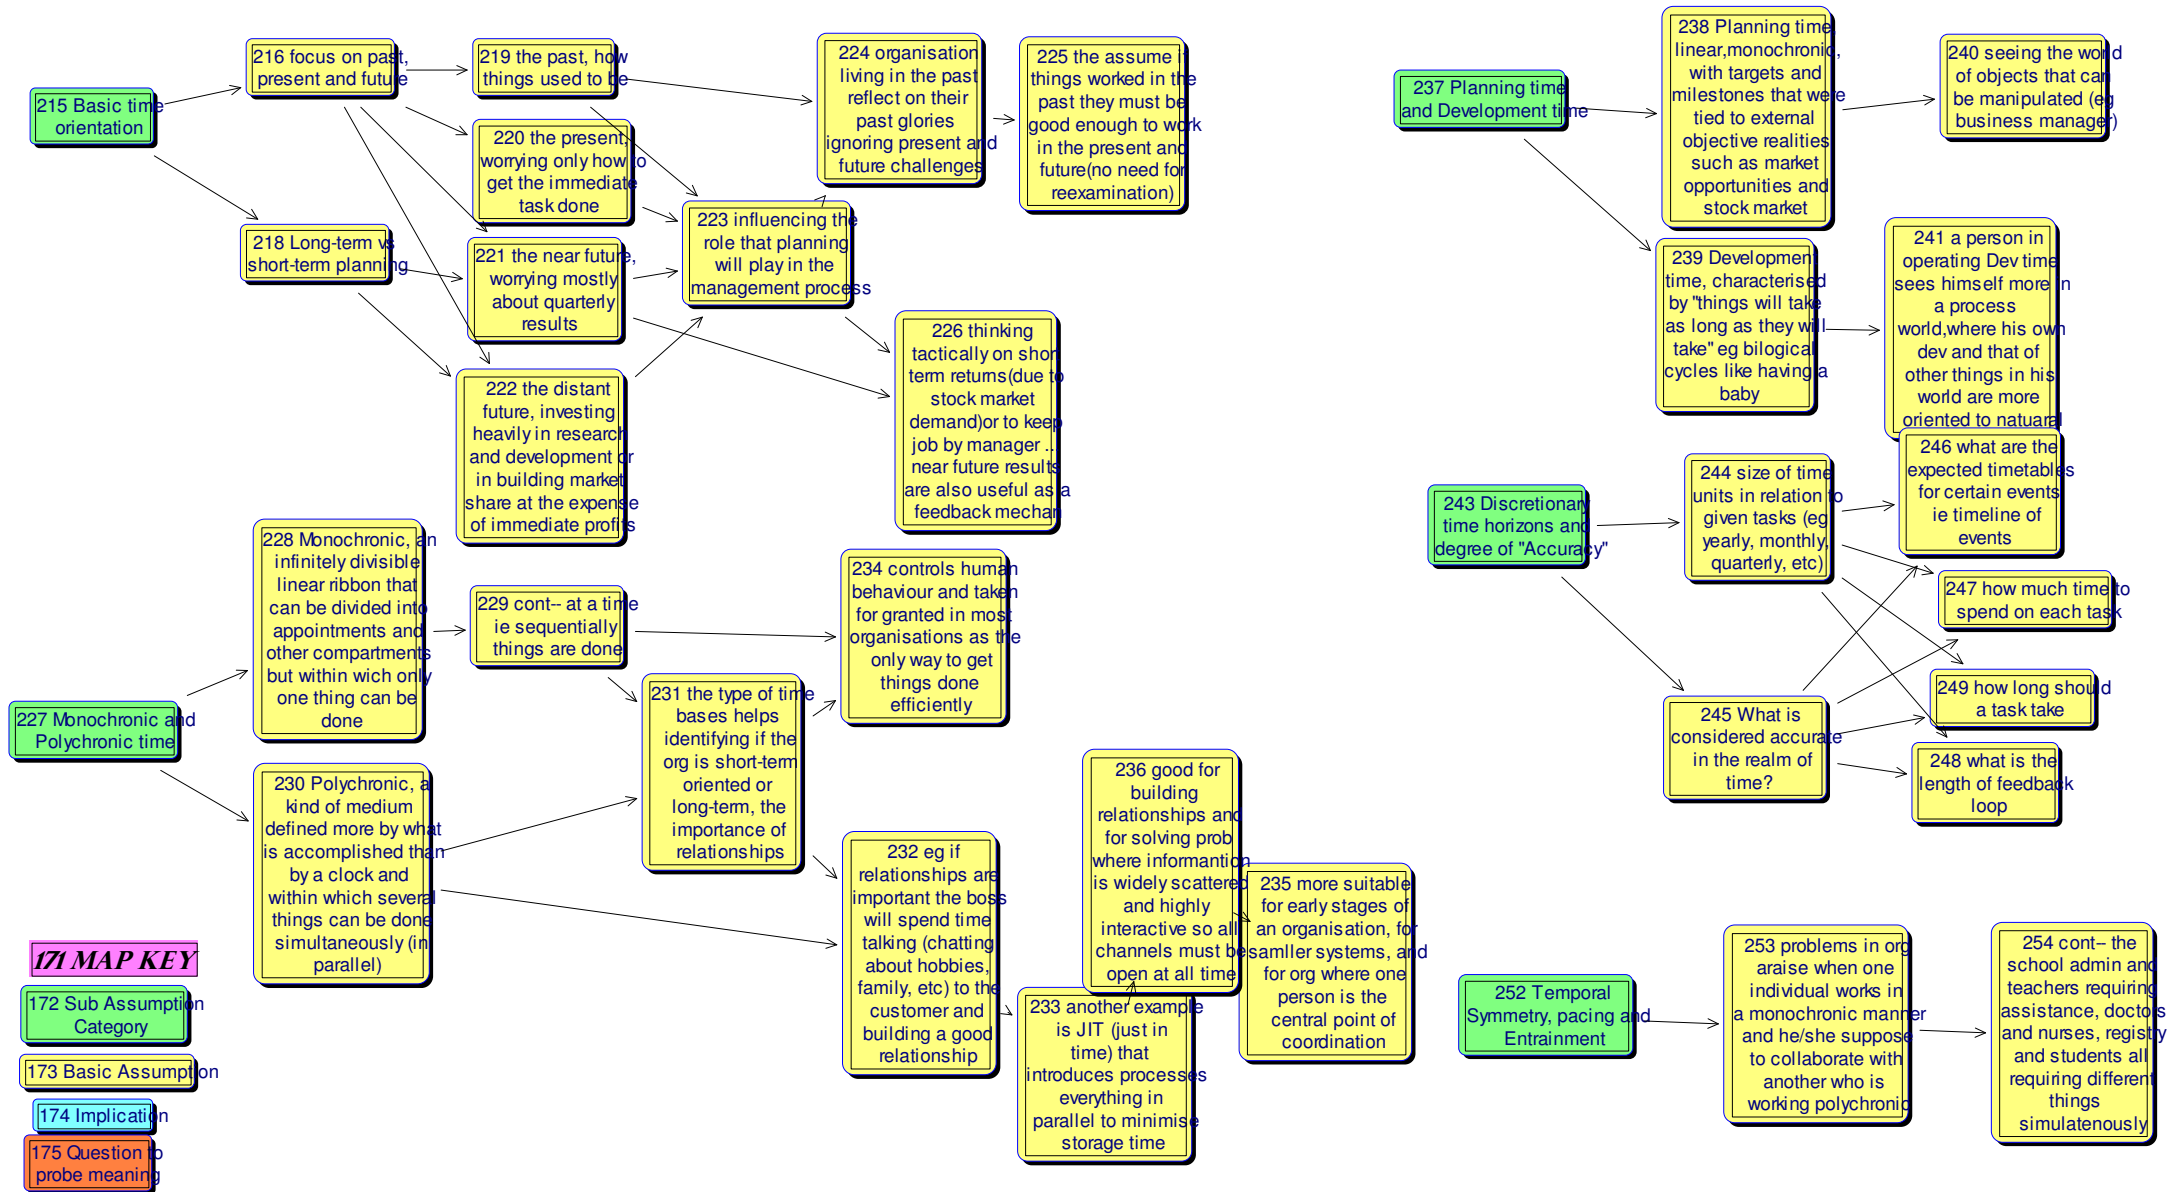 215 Basic time
orientation
216 focus on past,
present and future
218 Long-term vs
short-term planning
219 the past, how
things used to be
220 the present,
worrying only how to
get the immediate
task done
221 the near future,
worrying mostly
about quarterly
results
222 the distant
future, investing
heavily in research
and development or
in building market
share at the expense
of immediate profits
223 influencing the
role that planning
will play in the
management process
224 organisation
living in the past
reflect on their
past glories
ignoring present and
future challenges
225 the assume if
things worked in the
past they must be
good enough to work
in the present and
future(no need for
reexamination)
226 thinking
tactically on short
term returns(due to
stock market
demand)or to keep
job by manager ...
near future results
are also useful as a
feedback mechan
227 Monochronic and
Polychronic time
228 Monochronic, an
infinitely divisible
linear ribbon that
can be divided into
appointments and
other compartments
but within wich only
one thing can be
done
229 cont-- at a time
ie sequentially
things are done
230 Polychronic, a
kind of medium
defined more by what
is accomplished than
by a clock and
within which several
things can be done
simultaneously (in
parallel)
231 the type of time
bases helps
identifying if the
org is short-term
oriented or
long-term, the
importance of
relationships
232 eg if
relationships are
important the boss
will spend time
talking (chatting
about hobbies,
family, etc) to the
customer and
building a good
relationship
233 another example
is JIT (just in
time) that
introduces processes
everything in
parallel to minimise
storage time
234 controls human
behaviour and taken
for granted in most
organisations as the
only way to get
things done
efficiently
236 good for
building
relationships and
for solving prob
where informantion
is widely scattered
and highly
interactive so all
channels must be
open at all time
235 more suitable
for early stages of
an organisation, for
samller systems, and
for org where one
person is the
central point of
coordination
237 Planning time
and Development time
238 Planning time,
linear,monochronic,
with targets and
milestones that were
tied to external
objective realities
such as market
opportunities and
stock market
239 Development
time, characterised
by "things will take
as long as they will
take" eg bilogical
cycles like having a
baby
240 seeing the world
of objects that can
be manipulated (eg
business manager)
241 a person in
operating Dev time
sees himself more in
a process
world,where his own
dev and that of
other things in his
world are more
oriented to natuaral
243 Discretionary
time horizons and
degree of "Accuracy"
244 size of time
units in relation to
given tasks (eg
yearly, monthly,
quarterly, etc)
245 What is
considered accurate
in the realm of
time?
246 what are the
expected timetables
for certain events
ie timeline of
events
247 how much time to
spend on each task
249 how long should
a task take
248 what is the
length of feedback
loop
252 Temporal
Symmetry, pacing and
Entrainment
253 problems in org
araise when one
individual works in
a monochronic manner
and he/she suppose
to collaborate with
another who is
working polychronic
254 cont-- the
school admin and
teachers requiring
assistance, doctors
and nurses, registry
and students all
requiring different
things
simulatenously
171 MAP KEY
172 Sub Assumption
Category
173 Basic Assumption
174 Implication
175 Question to
probe meaning